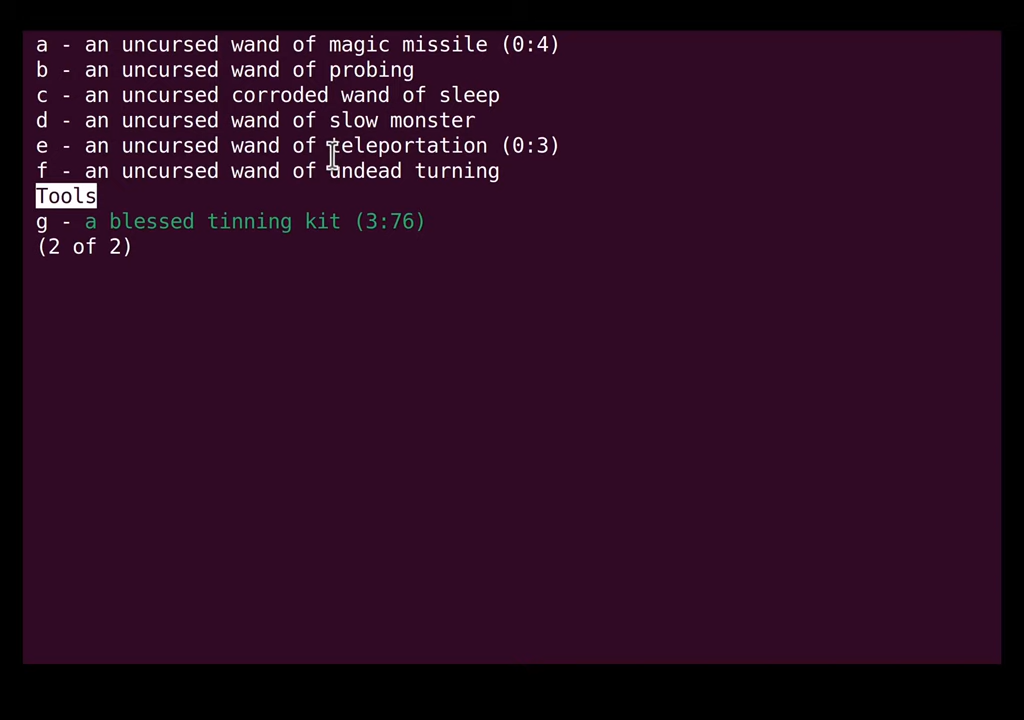 a - an uncursed wand of magic missile (0:4)
b - an uncursed wand of probing
c - an uncursed corroded wand of sleep
d - an uncursed wand of slow monster
e - an uncursed wand of teleportation (0:3)
f - an uncursed wand of undead turning
Tools
g - a blessed tinning kit (3:76)
(2 of 2)